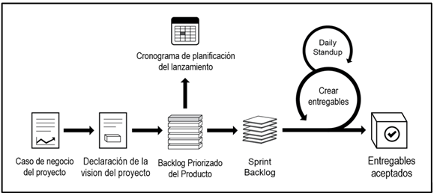 Cronograma de planificación
del lanzamiento
Daily
Standup
Crear
entregables
Caso de negocio
del proyecto
Declaración de la
vision del proyecto
Backlog Priorizado
del Producto
Sprint
Backlog
Entregables
aceptados